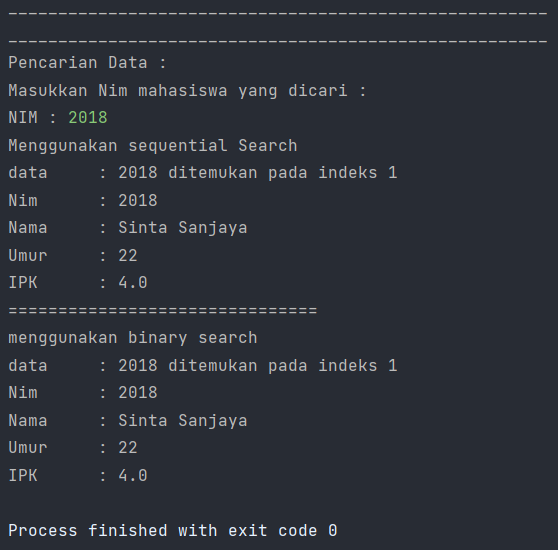 ------------------------------------------------------
------------------------------------------------------
Pencarian Data :
Masukkan Nim mahasiswa yang dicari :
NIM : 2018
Menggunakan sequential Search
data     : 2018 ditemukan pada indeks 1
Nim      : 2018
Nama     : Sinta Sanjaya
Umur     : 22
IPK      : 4.0
===============================
menggunakan binary search
data     : 2018 ditemukan pada indeks 1
Nim      : 2018
Nama     : Sinta Sanjaya
Umur     : 22
IPK      : 4.0
Process finished with exit code 0